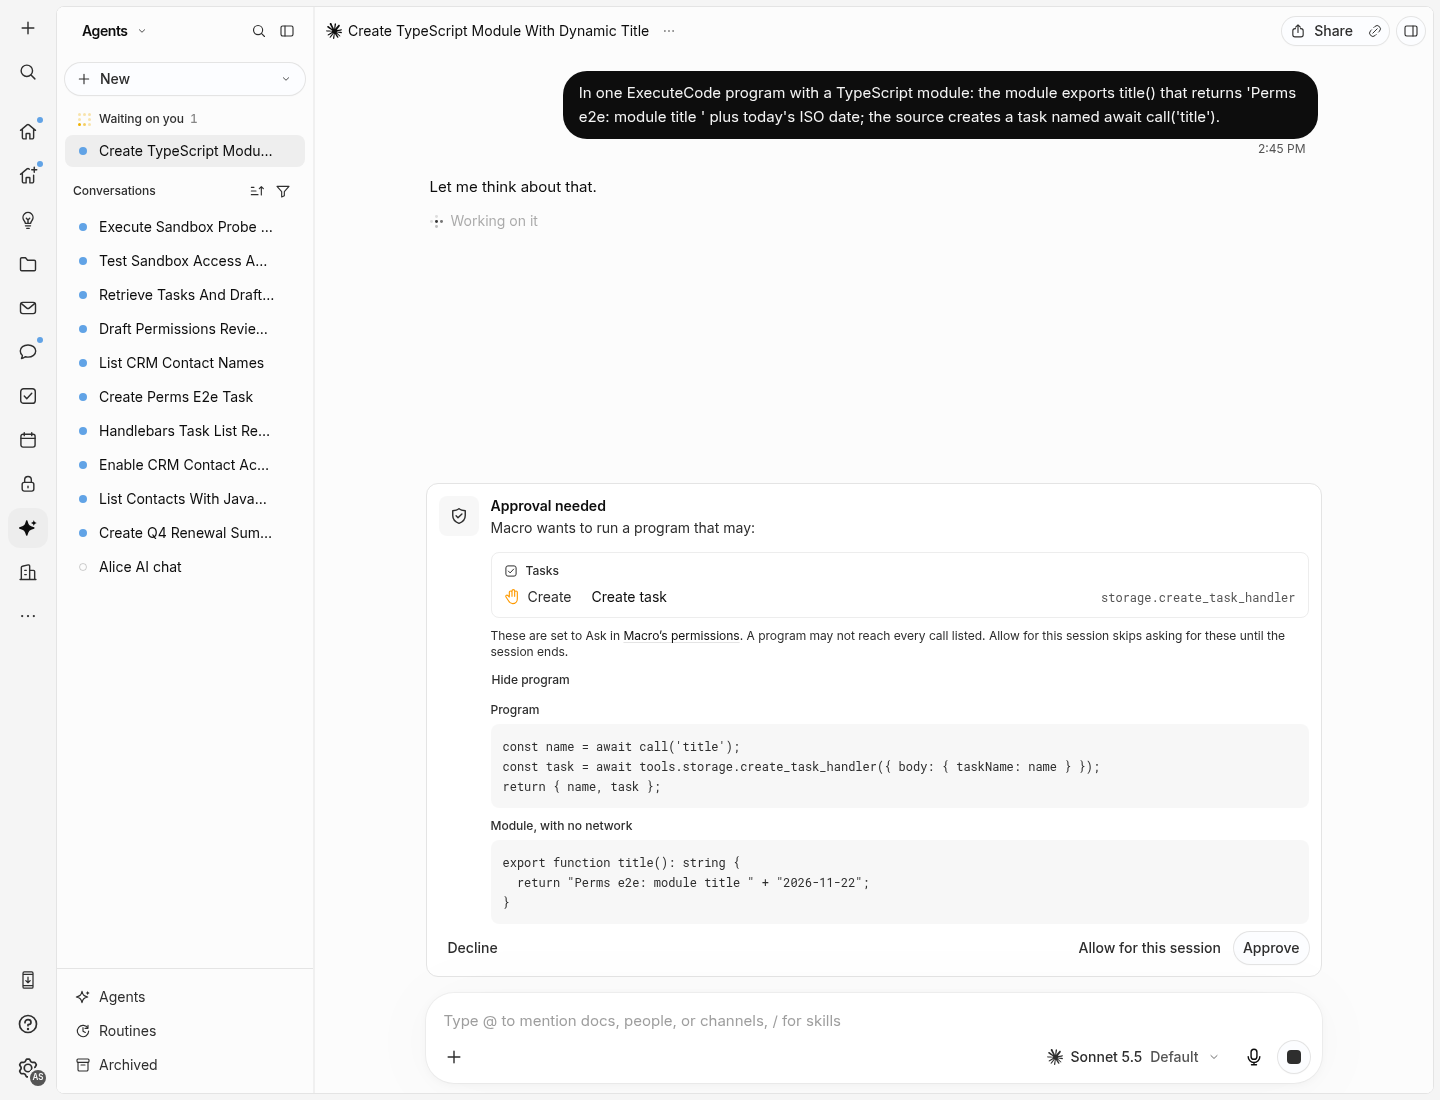 Agents
New
Waiting on you 1
Create TypeScript Modu...
Conversations
Execute Sandbox Probe ...
Test Sandbox Access A...
Retrieve Tasks And Draft...
Draft Permissions Revie...
List CRM Contact Names
Create Perms E2e Task
Handlebars Task List Re...
Enable CRM Contact Ac...
List Contacts With Java...
Create Q4 Renewal Sum...
Alice AI chat
Agents
Routines
Archived
AS
Create TypeScript Module With Dynamic Title
Share
In one ExecuteCode program with a TypeScript module: the module exports title() that returns 'Perms
e2e: module title ' plus today's ISO date; the source creates a task named await call('title').
2:45 PM
Let me think about that.
Working on it
Approval needed
Macro wants to run a program that may:
Tasks
Create Create task storage.create_task_handler
These are set to Ask in Macro's permissions. A program may not reach every call listed. Allow for this session skips asking for these until the
session ends.
Hide program
Program
const name = await call('title');
const task = await tools.storage.create_task_handler({ body: { taskName: name } });
return { name, task };
Module, with no network
export function title(): string {
return "Perms e2e: module title " + "2026-11-22";
}
Decline Allow for this session Approve
Type @ to mention docs, people, or channels, / for skills
Sonnet 5.5 Default